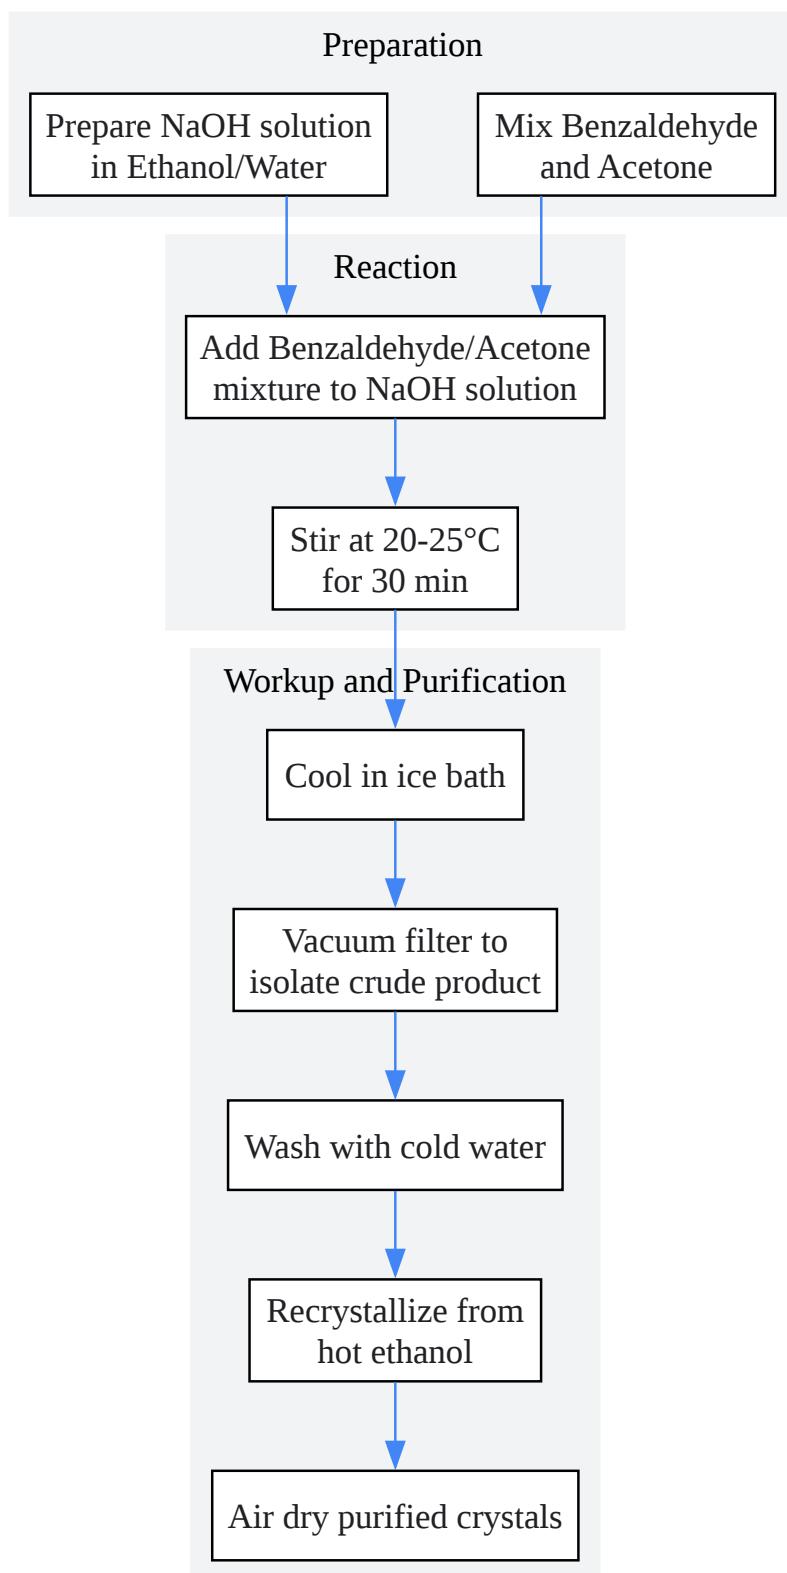 Preparation
Prepare NaOH solution
in Ethanol/Water
Mix Benzaldehyde
and Acetone
Reaction
Add Benzaldehyde/Acetone
mixture to NaOH solution
Stir at 20-25°C
for 30 min
Workup and Purification
Cool in ice bath
Vacuum filter to
isolate crude product
Wash with cold water
Recrystallize from
hot ethanol
Air dry purified crystals